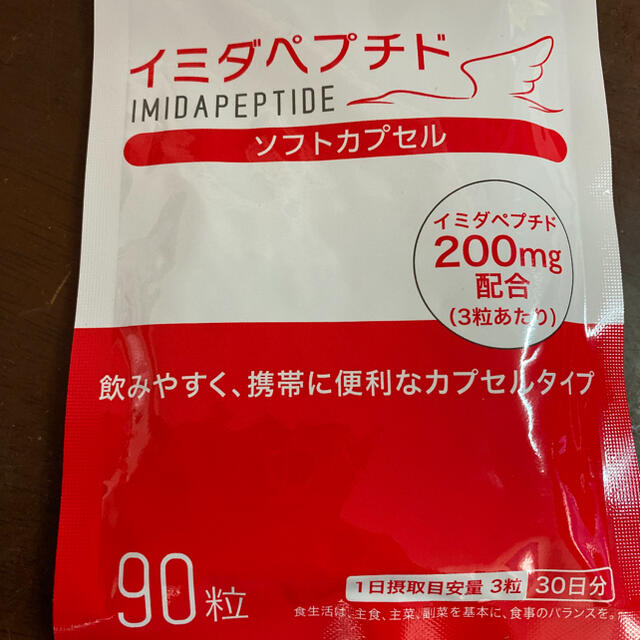 イミダペプチド
IMIDAPEPTIDE
ソフトカプセル
イミダペプチド
200mg
配合
(3粒あたり)
飲みやすく、携帯に便利なカプセルタイプ
90粒
1日摂取目安量 3粒 30日分
食生活は、主食、主菜、副菜を基本に、食事のバランスを。